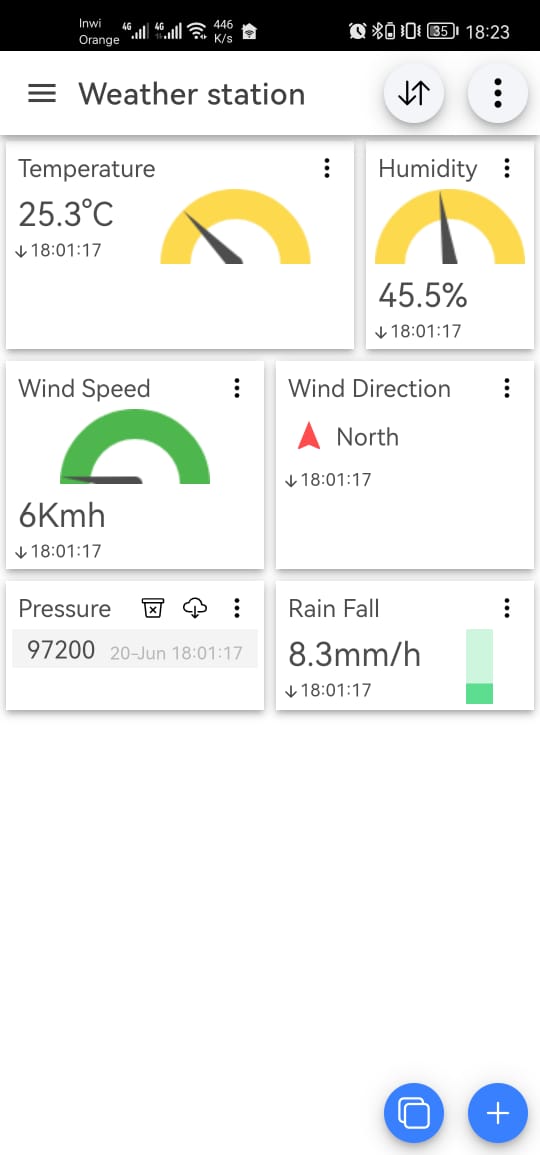 Inwi
Orange
4G 4G 446 K/s 35 18:23
Weather station
Temperature
25.3°C
18:01:17
Humidity
45.5%
18:01:17
Wind Speed
6Kmh
18:01:17
Wind Direction
North
18:01:17
Pressure
97200 20-Jun 18:01:17
Rain Fall
8.3mm/h
18:01:17